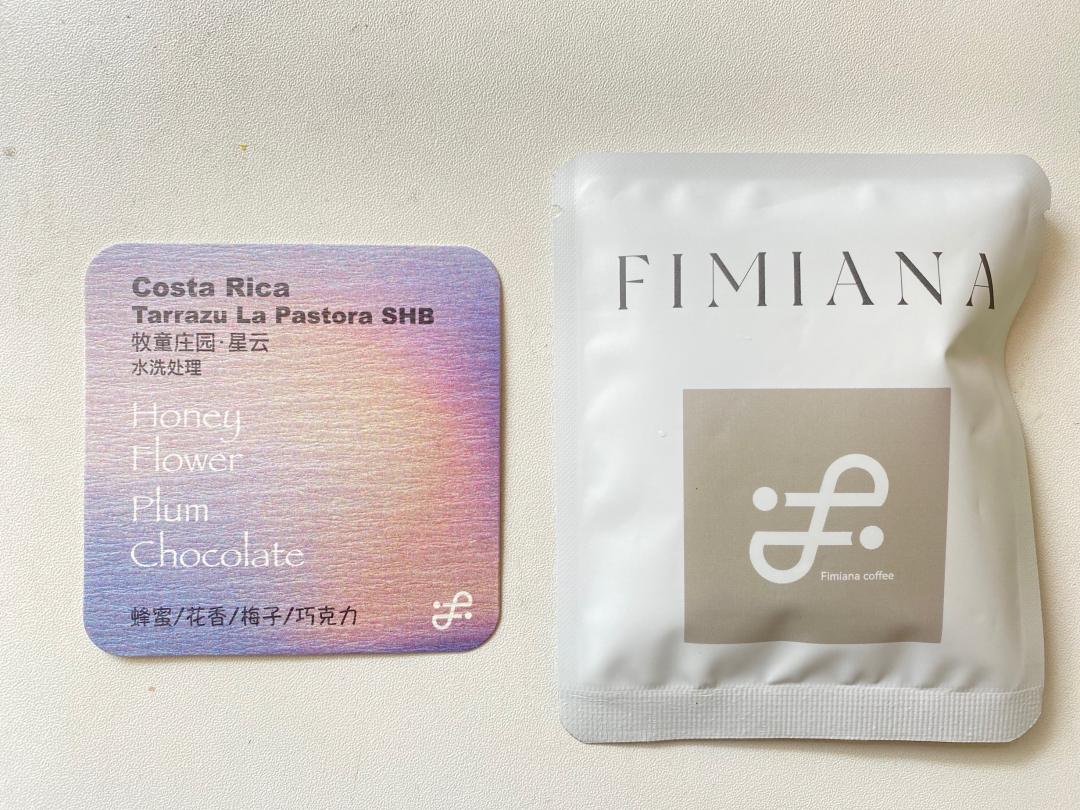 Costa Rica
Tarrazu La Pastora SHB
牧童庄园·星云
水洗处理
Honey
Flower
Plum
Chocolate
蜂蜜/花香/梅子/巧克力
FIMIANA
Fimiana coffee